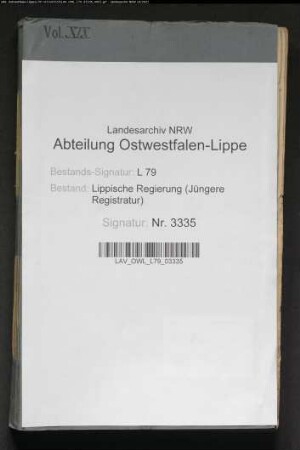 Vol. XIX
Landesarchiv NRW
Abteilung Ostwestfalen-Lippe
Bestands-Signatur: L 79
Bestand: Lippische Regierung (Jüngere
Registratur)
Signatur: Nr. 3335
LAV_OWL_L79_03335